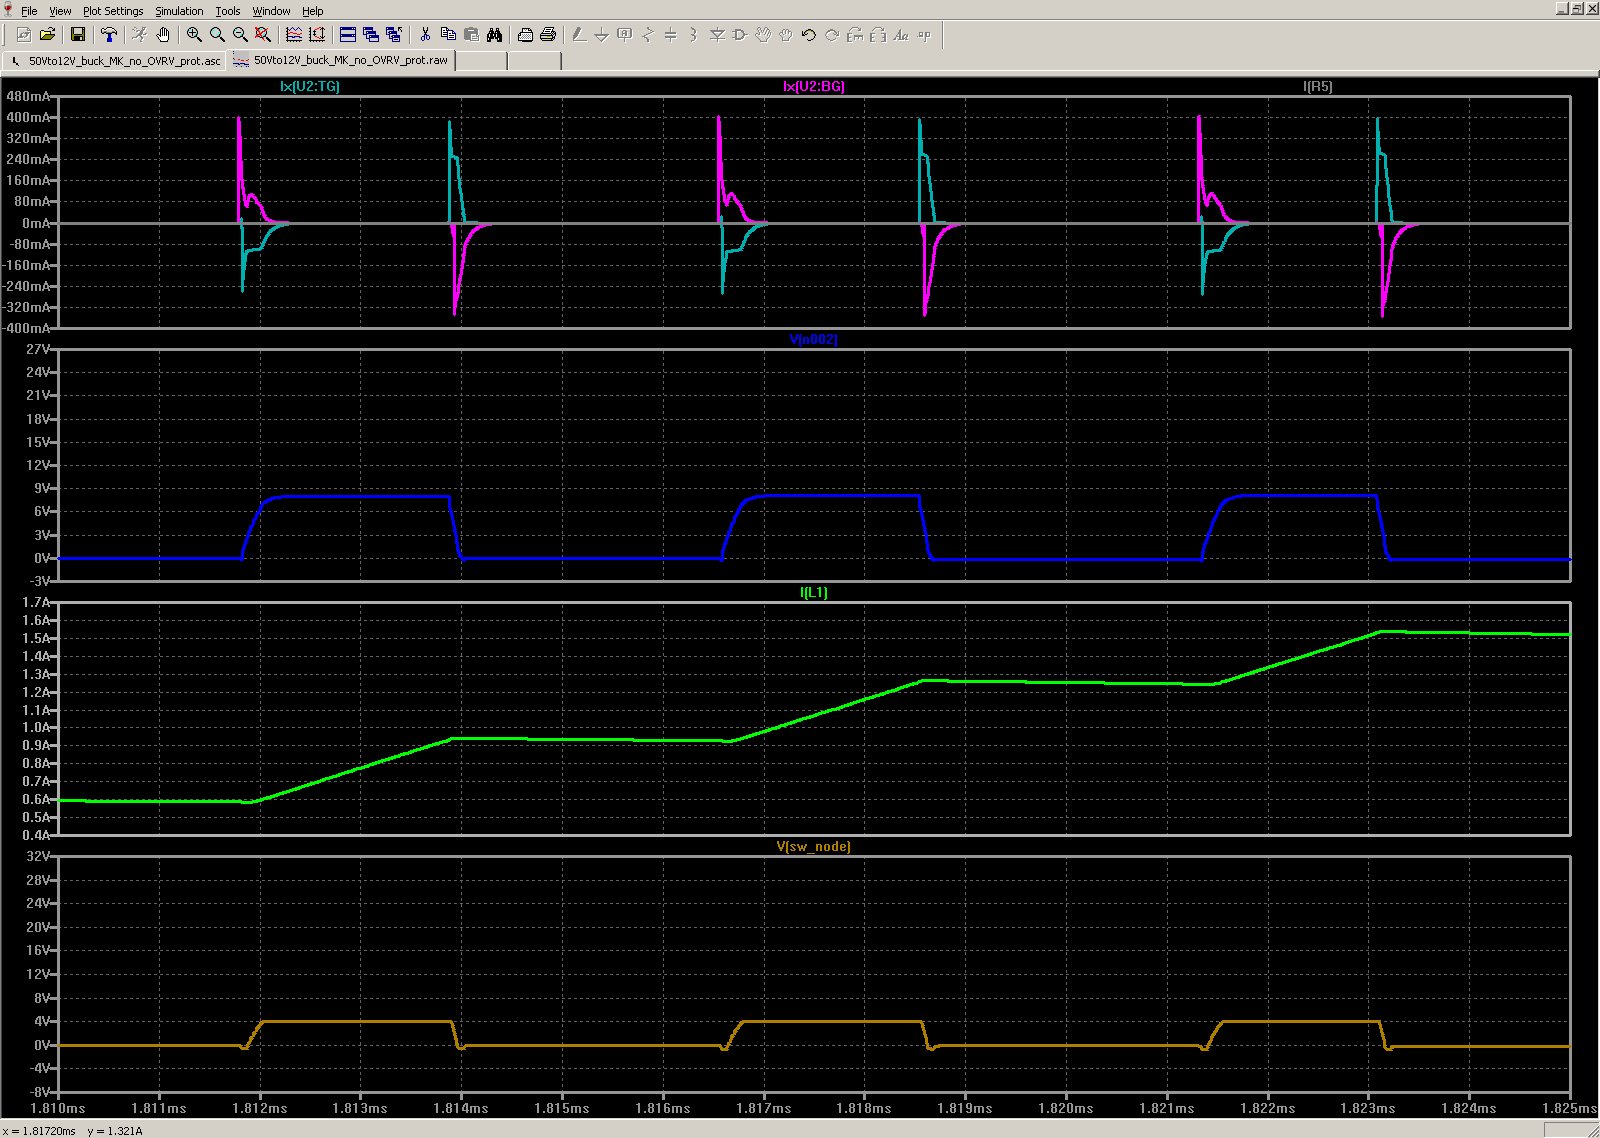 File View Plot Settings Simulation Tools Window Help
50Vto12V_buck_MK_no_OVRV_prot.asc 50Vto12V_buck_MK_no_OVRV_prot.raw
Ix(U2:TG) Ix(U2:BG) I(R5)
480mA
400mA
320mA
240mA
160mA
80mA
0mA
-80mA
-160mA
-240mA
-320mA
-400mA
V(n002)
27V
24V
21V
18V
15V
12V
9V
6V
3V
0V
-3V
I(L1)
1.7A
1.6A
1.5A
1.4A
1.3A
1.2A
1.1A
1.0A
0.9A
0.8A
0.7A
0.6A
0.5A
0.4A
V(sw_node)
32V
28V
24V
20V
16V
12V
8V
4V
0V
-4V
-8V
1.810ms 1.811ms 1.812ms 1.813ms 1.814ms 1.815ms 1.816ms 1.817ms 1.818ms 1.819ms 1.820ms 1.821ms 1.822ms 1.823ms 1.824ms 1.825ms
x = 1.81720ms y = 1.321A